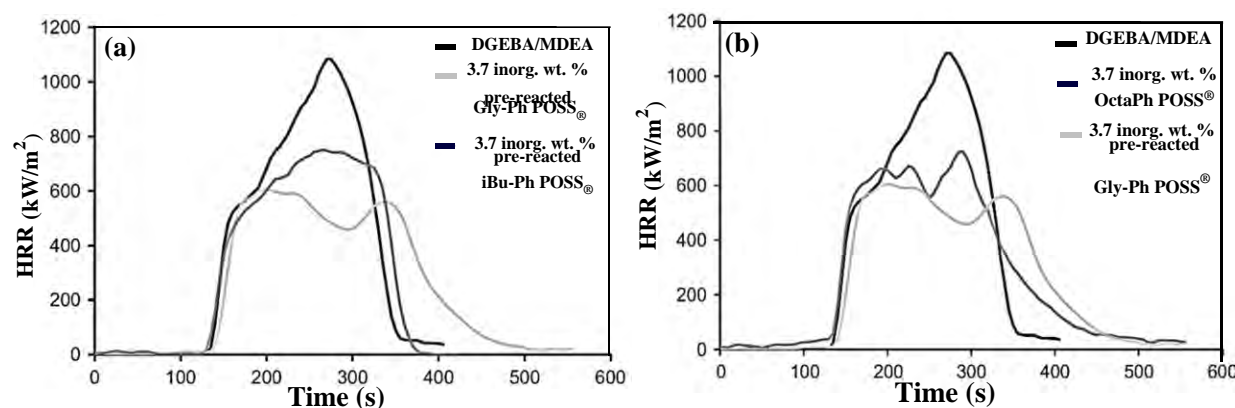 (a)
1200
1000
800
600
400
200
0
HRR (kW/m²)
0 100 200 300 400 500 600
Time (s)
DGEBA/MDEA
3.7 inorg. wt. %
pre-reacted
Gly-Ph POSS®
3.7 inorg. wt. %
pre-reacted
iBu-Ph POSS®
(b)
1200
1000
800
600
400
200
0
HRR (kW/m²)
0 100 200 300 400 500 600
Time (s)
DGEBA/MDEA
3.7 inorg. wt. %
OctaPh POSS®
3.7 inorg. wt. %
pre-reacted
Gly-Ph POSS®